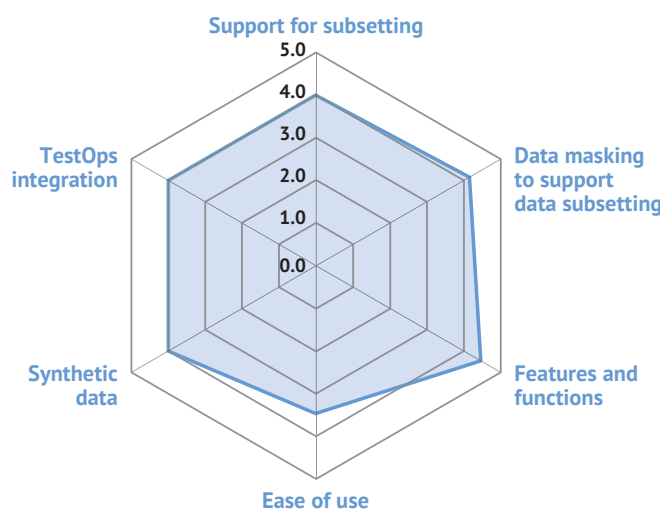 Support for subsetting
5.0
4.0
3.0
2.0
1.0
0.0
TestOps
integration
Data masking
to support
data subsetting
Synthetic
data
Features and
functions
Ease of use